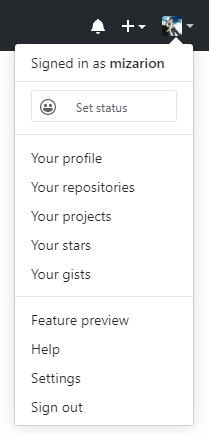 Signed in as mizarion
Set status
Your profile
Your repositories
Your projects
Your stars
Your gists
Feature preview
Help
Settings
Sign out